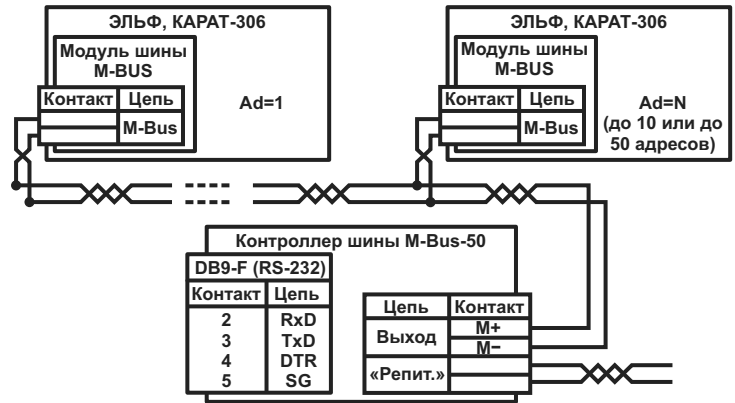 ЭЛЬФ, КАРАТ-306
Модуль шины
M-BUS
Контакт Цепь
M-Bus
Ad=1
ЭЛЬФ, КАРАТ-306
Модуль шины
M-BUS
Контакт Цепь
M-Bus
Ad=N
(до 10 или до
50 адресов)
Контроллер шины M-Bus-50
DB9-F (RS-232)
Контакт Цепь
2 RxD
3 TxD
4 DTR
5 SG
Цепь Контакт
Выход M+
M−
«Репит.»